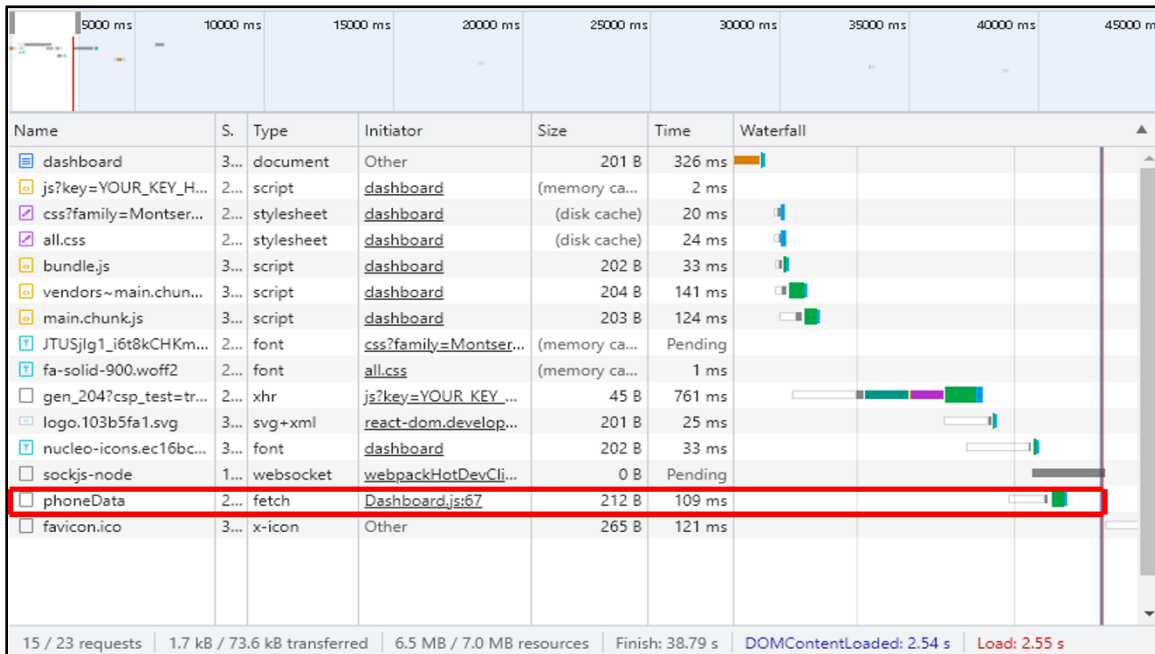 5000 ms 10000 ms 15000 ms 20000 ms 25000 ms 30000 ms 35000 ms 40000 ms 45000 m
Name S. Type Initiator Size Time Waterfall
dashboard 3... document Other 201 B 326 ms
js?key=YOUR_KEY_H... 2... script dashboard (memory ca... 2 ms
css?family=Montser... 2... stylesheet dashboard (disk cache) 20 ms
all.css 2... stylesheet dashboard (disk cache) 24 ms
bundle.js 3... script dashboard 202 B 33 ms
vendors~main.chun... 3... script dashboard 204 B 141 ms
main.chunk.js 3... script dashboard 203 B 124 ms
JTUSjIg1_i6t8kCHKm... 2... font css?family=Montser... (memory ca... Pending
fa-solid-900.woff2 2... font all.css (memory ca... 1 ms
gen_204?csp_test=tr... 2... xhr js?key=YOUR_KEY_... 45 B 761 ms
logo.103b5fa1.svg 3... svg+xml react-dom.develop... 201 B 25 ms
nucleo-icons.ec16bc... 3... font dashboard 202 B 33 ms
sockjs-node 1... websocket webpackHotDevCli... 0 B Pending
phoneData 2... fetch Dashboard.js:67 212 B 109 ms
favicon.ico 3... x-icon Other 265 B 121 ms
15 / 23 requests 1.7 kB / 73.6 kB transferred 6.5 MB / 7.0 MB resources Finish: 38.79 s DOMContentLoaded: 2.54 s Load: 2.55 s